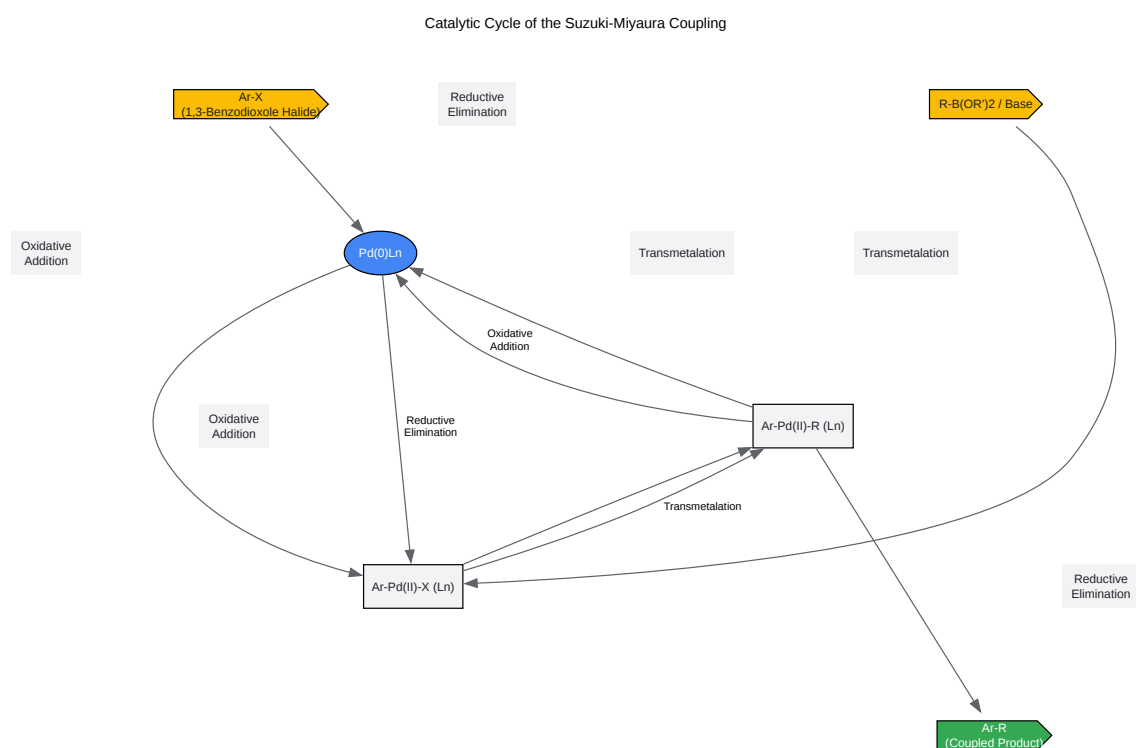 Catalytic Cycle of the Suzuki-Miyaura Coupling
Ar-X
(1,3-Benzodioxole Halide)
Reductive
Elimination
R-B(OR')2 / Base
Oxidative
Addition
Pd(0)Ln
Transmetalation
Transmetalation
Oxidative
Addition
Oxidative
Addition
Reductive
Elimination
Ar-Pd(II)-R (Ln)
Transmetalation
Ar-Pd(II)-X (Ln)
Reductive
Elimination
Ar-R
(Coupled Product)